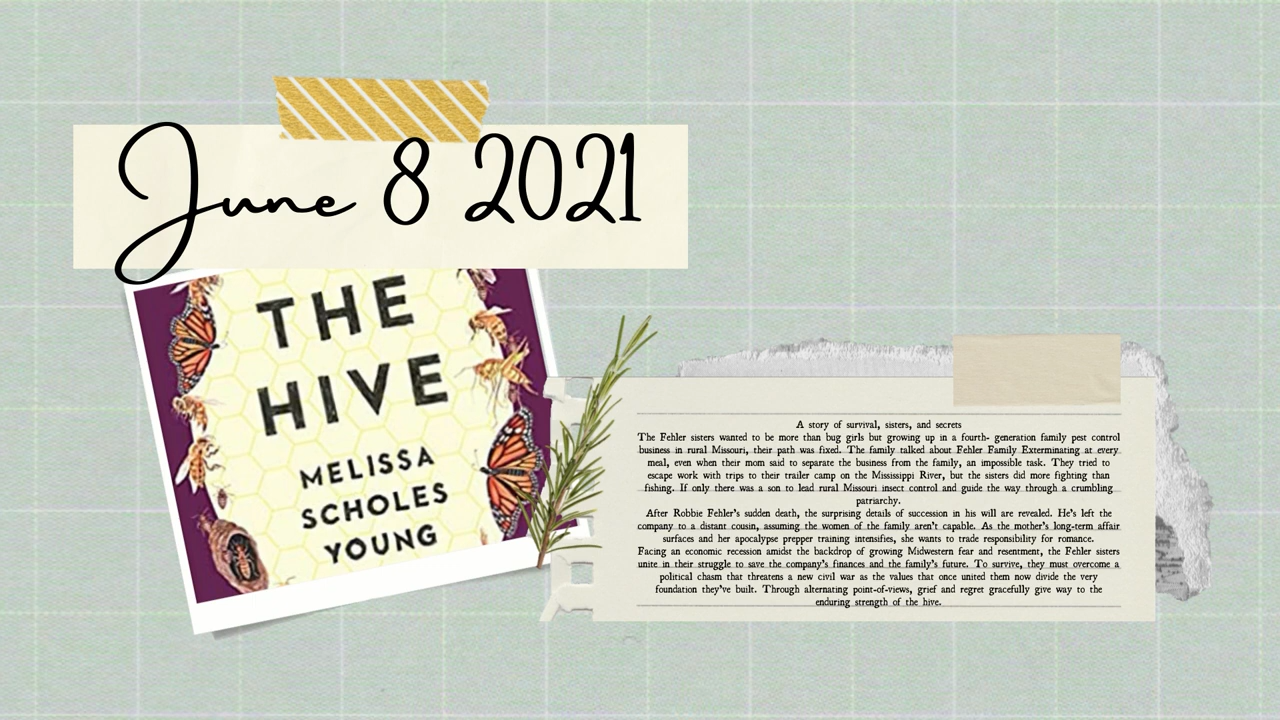 June 8 2021
THE
HIVE
MELISSA
SCHOLES
YOUNG
A story of survival, sisters, and secrets
The Fehler sisters wanted to be more than bug girls but growing up in a fourth- generation family pest control
business in rural Missouri, their path was fixed. The family talked about Fehler Family Exterminating at every
meal, even when their mom said to separate the business from the family, an impossible task. They tried to
escape work with trips to their trailer camp on the Mississippi River, but the sisters did more fighting than
fishing. If only there was a son to lead rural Missouri insect control and guide the way through a crumbling
patriarchy.
After Robbie Fehler's sudden death, the surprising details of succession in his will are revealed. He's left the
company to a distant cousin, assuming the women of the family aren't capable. As the mother's long-term affair
surfaces and her apocalypse prepper training intensifies, she wants to trade responsibility for romance.
Facing an economic recession amidst the backdrop of growing Midwestern fear and resentment, the Fehler sisters
unite in their struggle to save the company's finances and the family's future. To survive, they must overcome a
political chasm that threatens a new civil war as the values that once united them now divide the very
foundation they've built. Through alternating point-of-views, grief and regret gracefully give way to the
enduring strength of the hive.